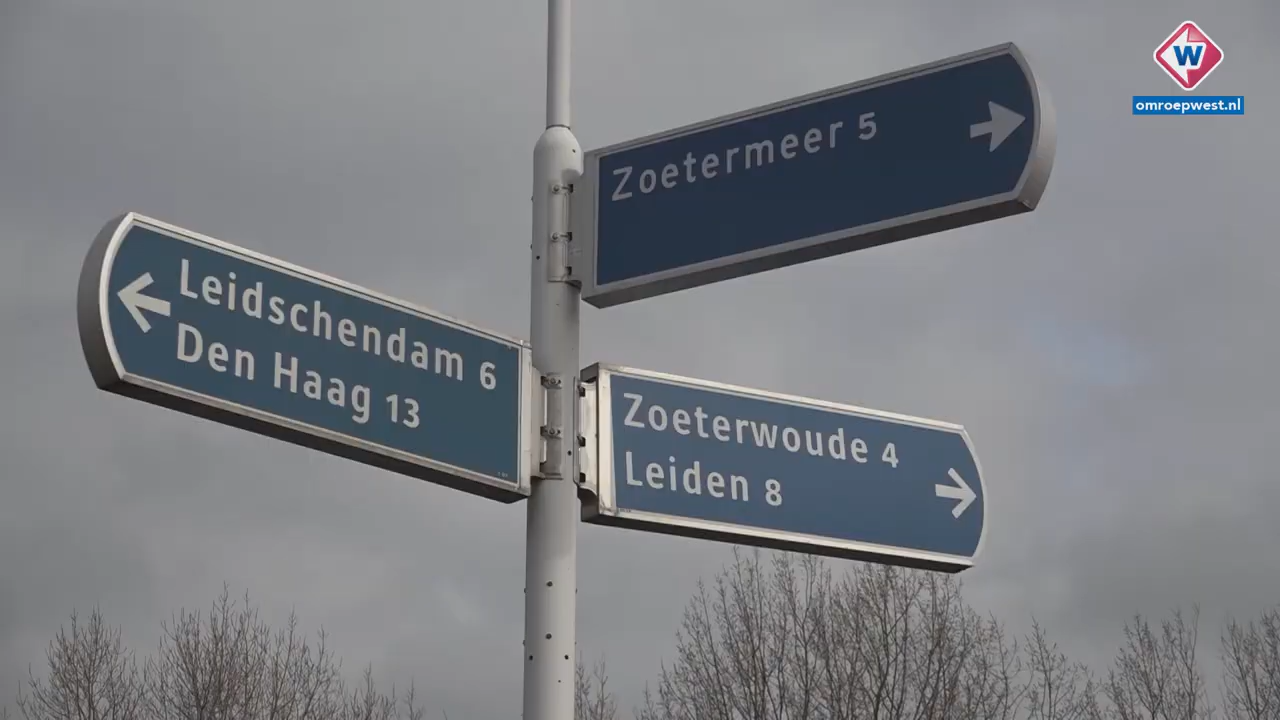 W
omroepwest.nl
Zoetermeer 5
Leidschendam 6
Den Haag 13
Zoeterwoude 4
Leiden 8